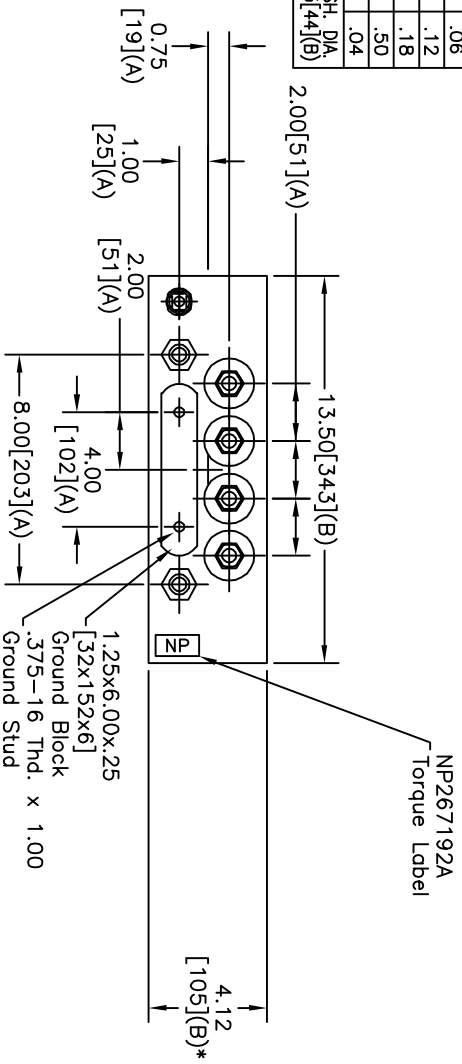 .06
.12
.18
.50
.04
DIA.
[44](B)
0.75
[19](A)
1.00
[25](A)
2.00[51](A)
2.00
[51](A)
4.00
[102](A)
8.00[203](A)
13.50[343](B)
NP
NP267192A
Torque Label
1.25x6.00x.25
[32x152x6]
Ground Block
.375-16 Thd. x 1.00
Ground Stud
4.12
[105](B)*